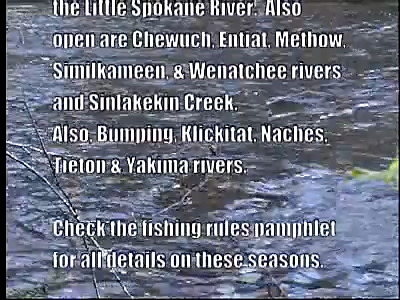 the Little Spokane River. Also
open are Chewuch, Entiat, Methow,
Similkameen, & Wenatchee rivers
and Sinlakekin Creek.
Also, Bumping, Klickitat, Naches,
Tieton & Yakima rivers.
Check the fishing rules pamphlet
for all details on these seasons.